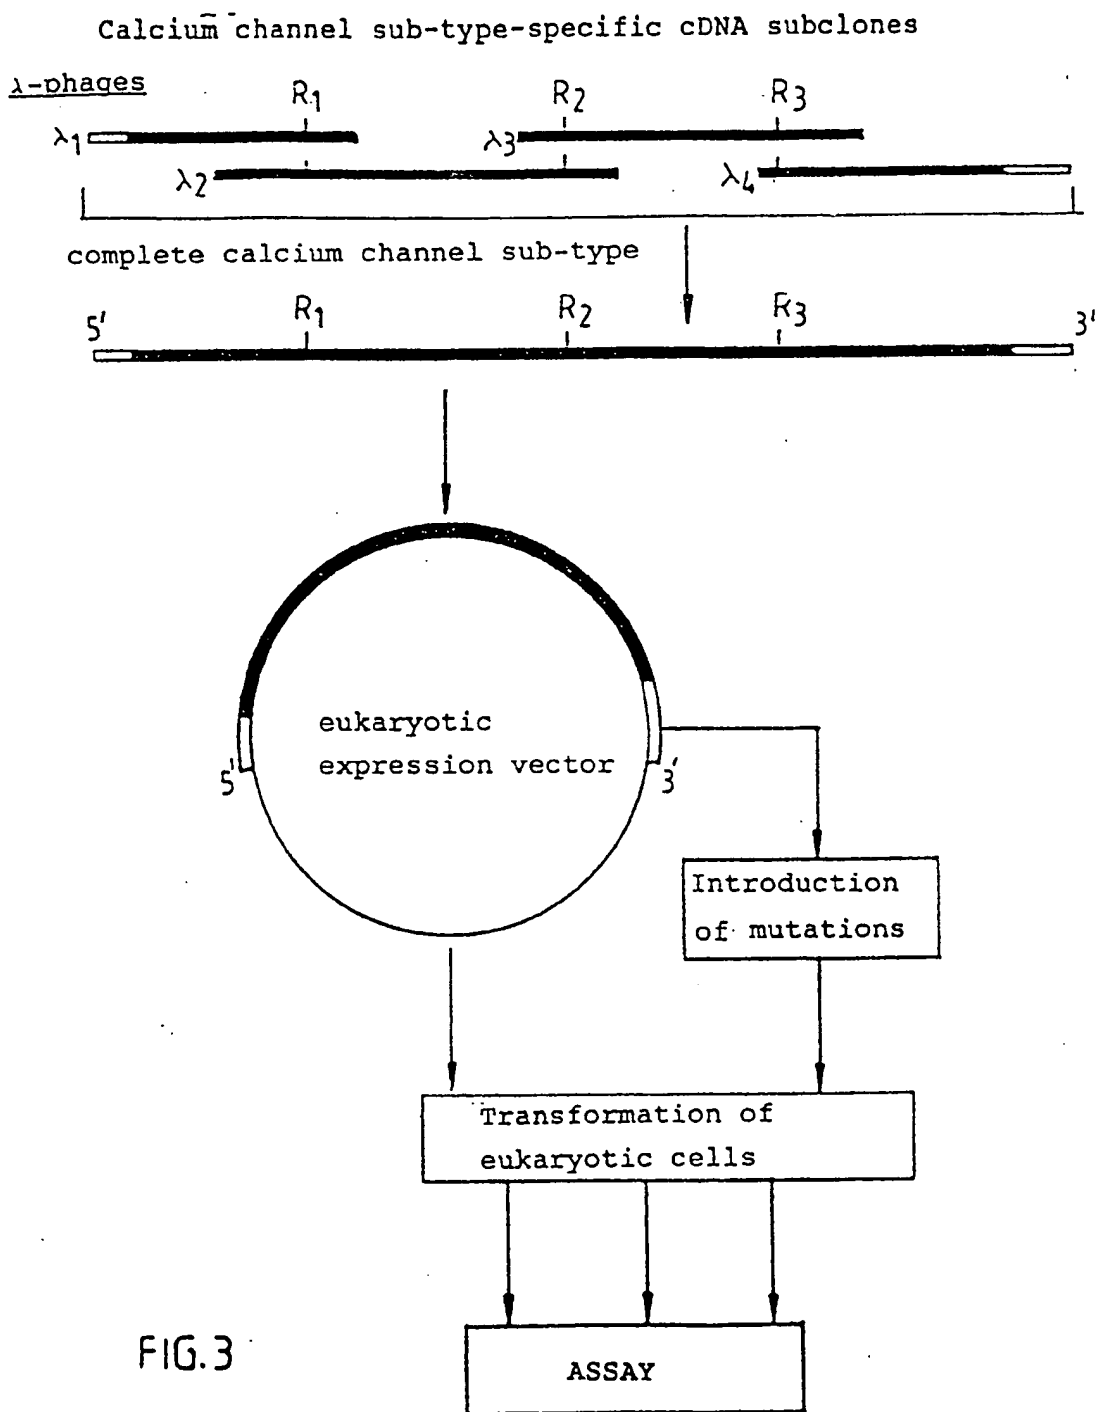 Calcium channel sub-type-specific cDNA subclones
λ-phages
R1 R2 R3
λ1 λ3
λ2 λ4
complete calcium channel sub-type
5' R1 R2 R3 3'
eukaryotic
expression vector
5' 3'
Introduction
of mutations
Transformation of
eukaryotic cells
ASSAY
FIG.3